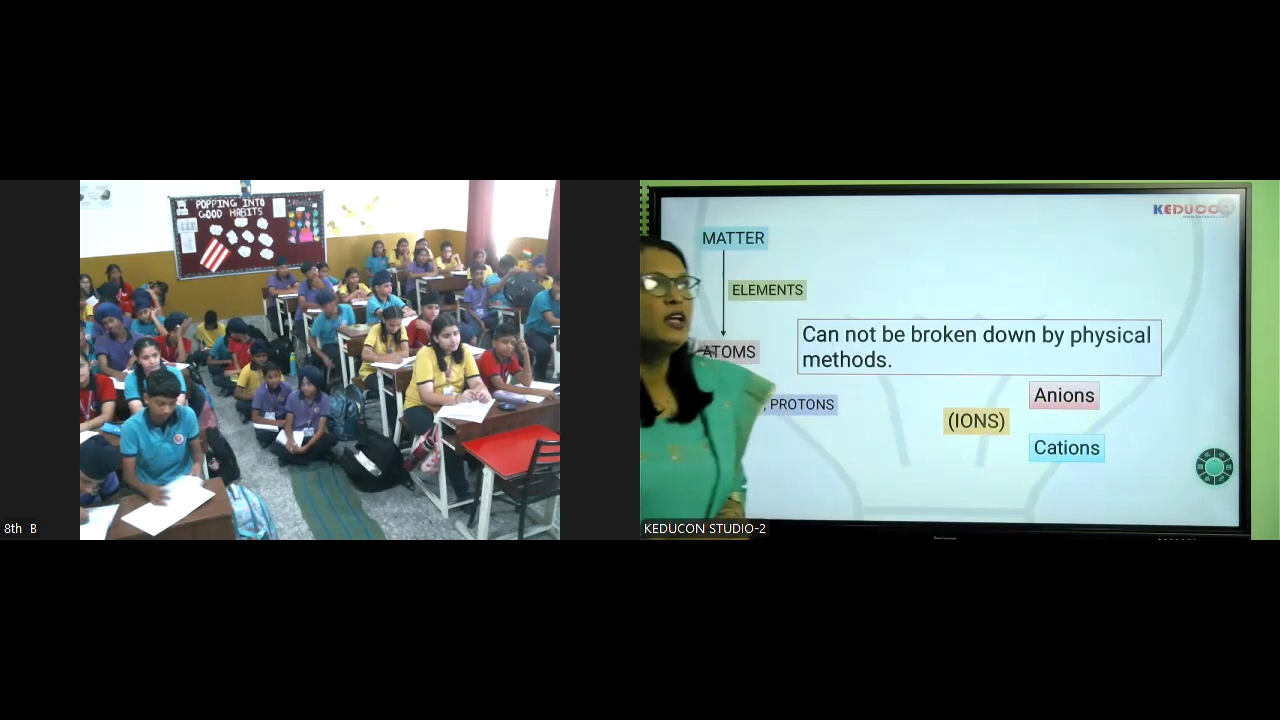 POPPING INTO
GOOD HABITS
8th B
KEDUCON
MATTER
ELEMENTS
Can not be broken down by physical
methods.
ATOMS
, PROTONS
Anions
(IONS)
Cations
KEDUCON STUDIO-2